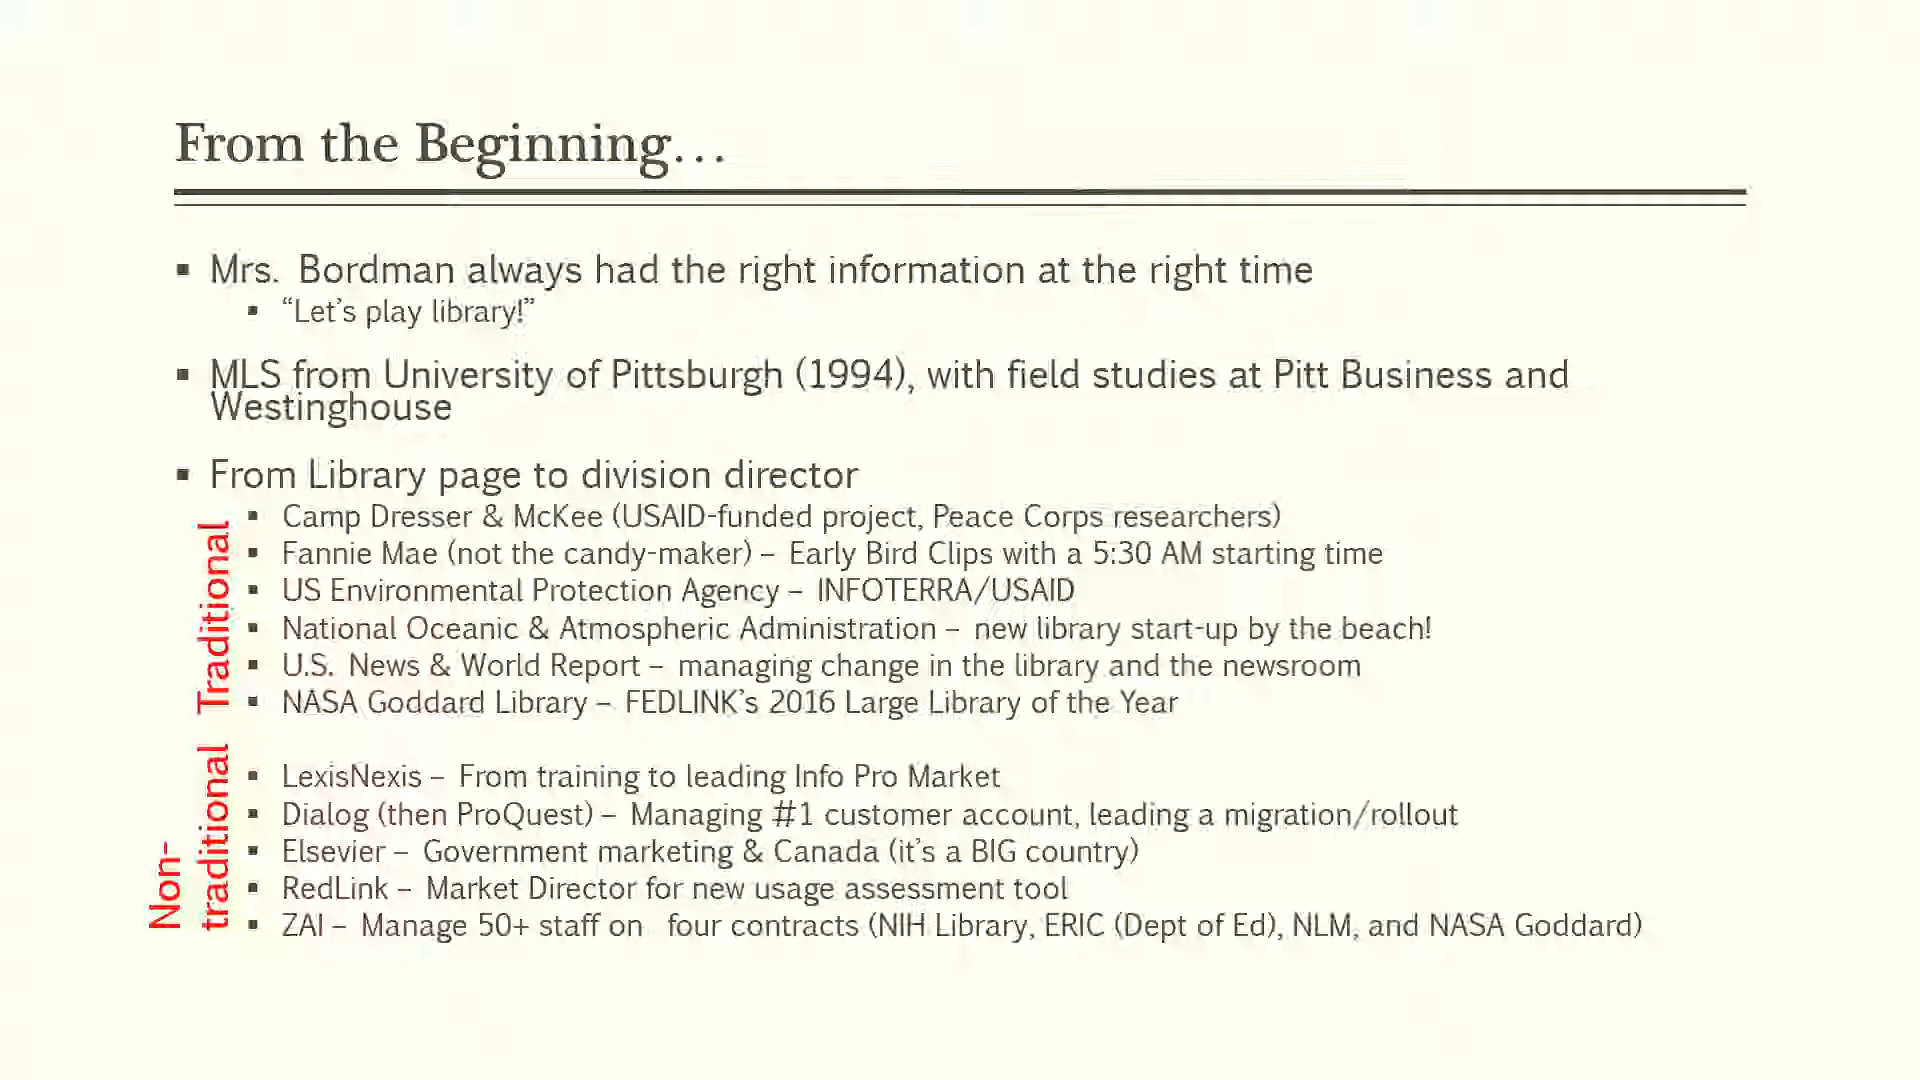 From the Beginning…
Mrs. Bordman always had the right information at the right time
“Let’s play library!”
MLS from University of Pittsburgh (1994), with field studies at Pitt Business and
Westinghouse
From Library page to division director
Traditional
Camp Dresser & McKee (USAID-funded project, Peace Corps researchers)
Fannie Mae (not the candy-maker) – Early Bird Clips with a 5:30 AM starting time
US Environmental Protection Agency – INFOTERRA/USAID
National Oceanic & Atmospheric Administration – new library start-up by the beach!
U.S. News & World Report – managing change in the library and the newsroom
NASA Goddard Library – FEDLINK’s 2016 Large Library of the Year
Non-
traditional
LexisNexis – From training to leading Info Pro Market
Dialog (then ProQuest) – Managing #1 customer account, leading a migration/rollout
Elsevier – Government marketing & Canada (it’s a BIG country)
RedLink – Market Director for new usage assessment tool
ZAI – Manage 50+ staff on four contracts (NIH Library, ERIC (Dept of Ed), NLM, and NASA Goddard)